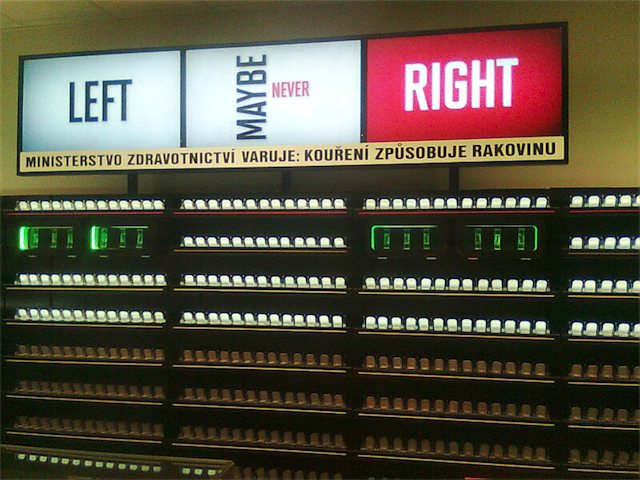 LEFT
MAYBE
NEVER
RIGHT
MINISTERSTVO ZDRAVOTNICTVÍ VARUJE: KOUŘENÍ ZPŮSOBUJE RAKOVINU